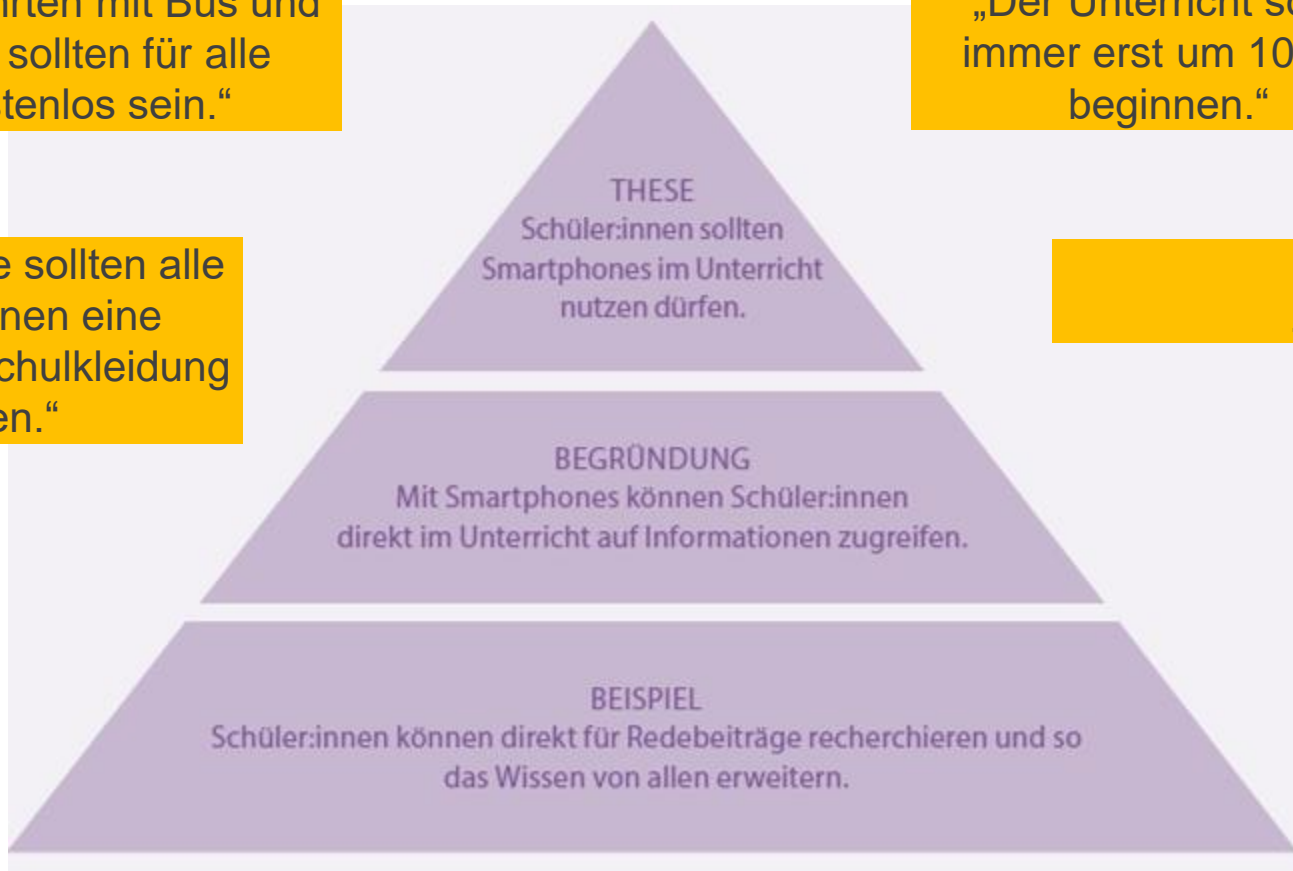 hrten mit Bus und
sollten für alle
tenlos sein.“
„Der Unterricht so
immer erst um 10
beginnen.“
e sollten alle
nen eine
chulkleidung
en.“
THESE
Schüler:innen sollten
Smartphones im Unterricht
nutzen dürfen.
BEGRÜNDUNG
Mit Smartphones können Schüler:innen
direkt im Unterricht auf Informationen zugreifen.
BEISPIEL
Schüler:innen können direkt für Redebeiträge recherchieren und so
das Wissen von allen erweitern.